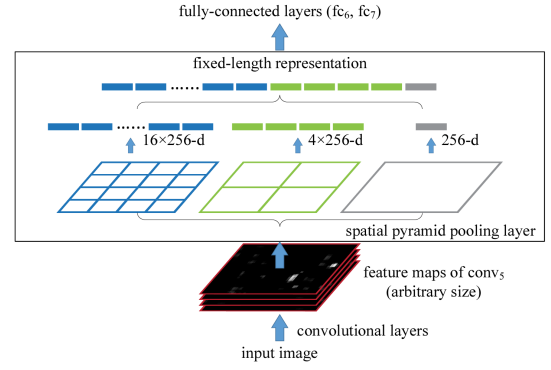 fully-connected layers (fc6, fc7)
fixed-length representation
......
......
16×256-d
4×256-d
256-d
spatial pyramid pooling layer
feature maps of conv5
(arbitrary size)
convolutional layers
input image